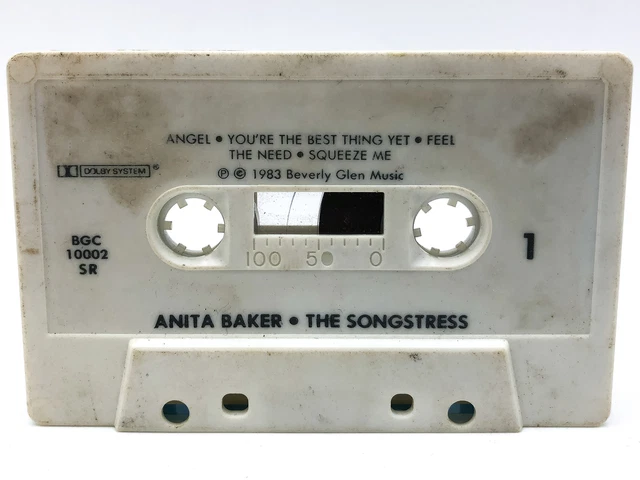 ANGEL • YOU'RE THE BEST THING YET • FEEL
THE NEED • SQUEEZE ME
℗ © 1983 Beverly Glen Music
DOLBY SYSTEM ®
BGC
10002
SR
1
100 50 0
ANITA BAKER • THE SONGSTRESS